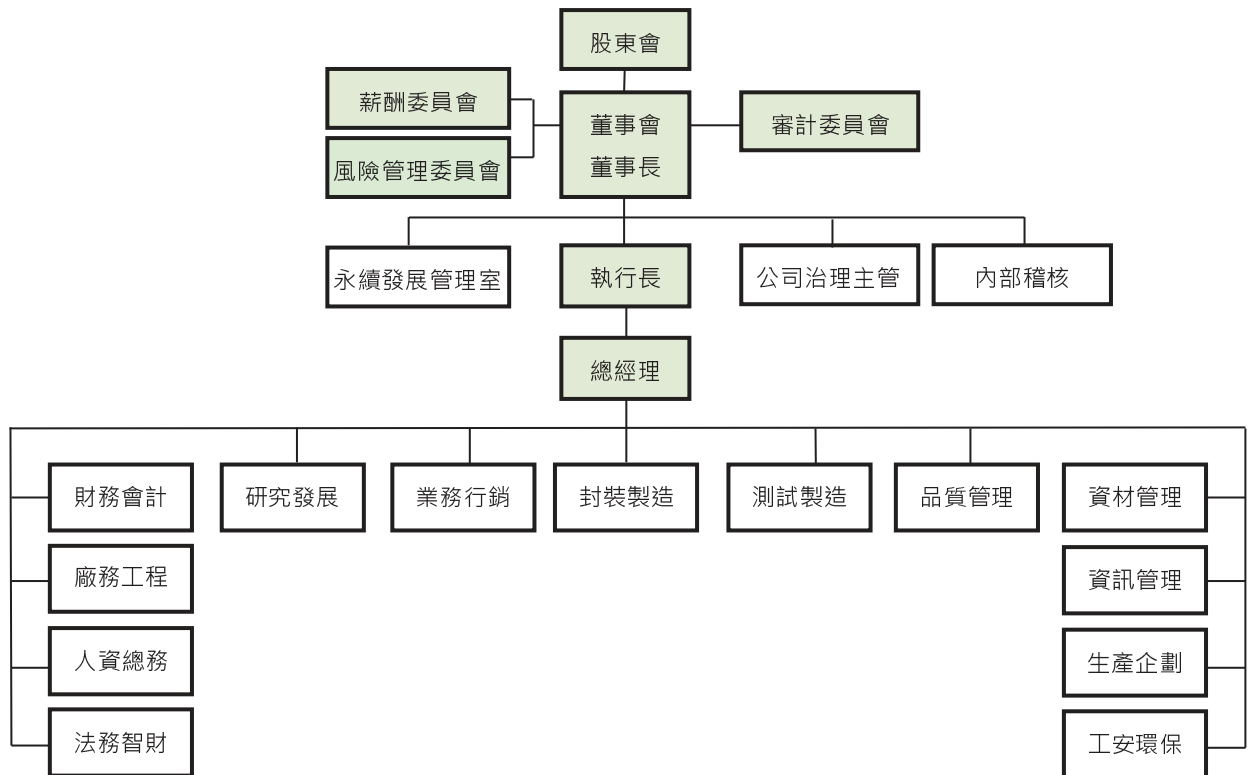 股東會
薪酬委員會
董事會
董事長
審計委員會
風險管理委員會
永續發展管理室
執行長
公司治理主管
內部稽核
總經理
財務會計
研究發展
業務行銷
封裝製造
測試製造
品質管理
資材管理
廠務工程
資訊管理
人資總務
生產企劃
法務智財
工安環保